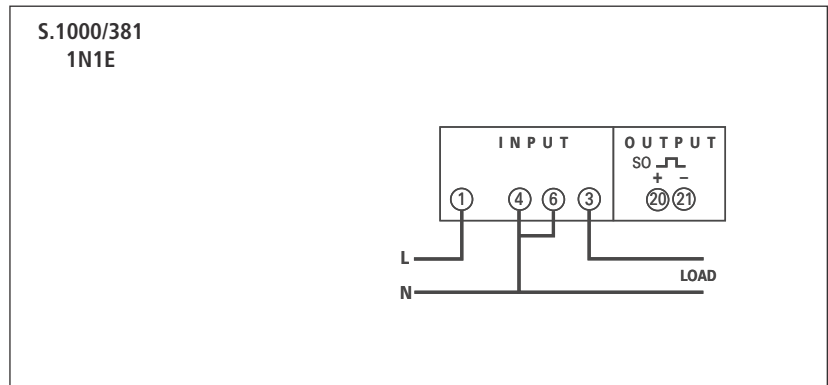 S.1000/381
1N1E
INPUT
OUTPUT
SO
+ −
1 4 6 3 20 21
L
LOAD
N